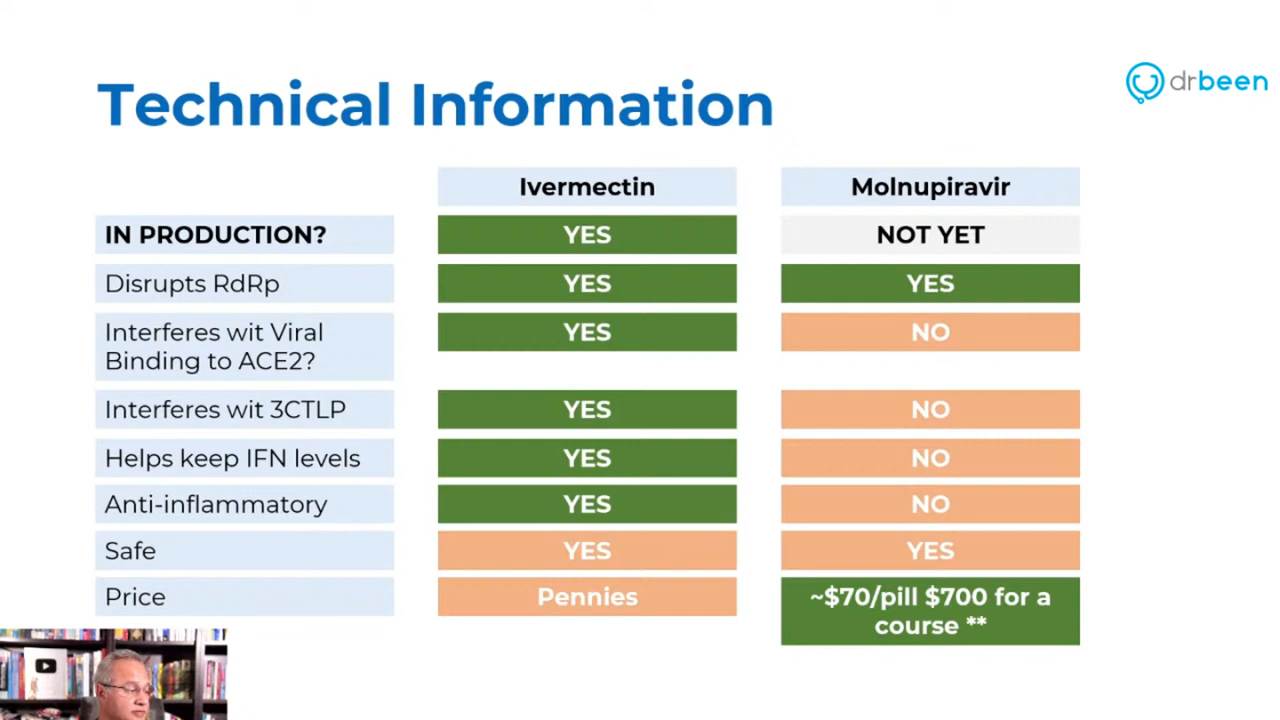 drbeen
Technical Information
Ivermectin
Molnupiravir
IN PRODUCTION?
YES
NOT YET
Disrupts RdRp
YES
YES
Interferes wit Viral
Binding to ACE2?
YES
NO
Interferes wit 3CTLP
YES
NO
Helps keep IFN levels
YES
NO
Anti-inflammatory
YES
NO
Safe
YES
YES
Price
Pennies
~$70/pill $700 for a
course **